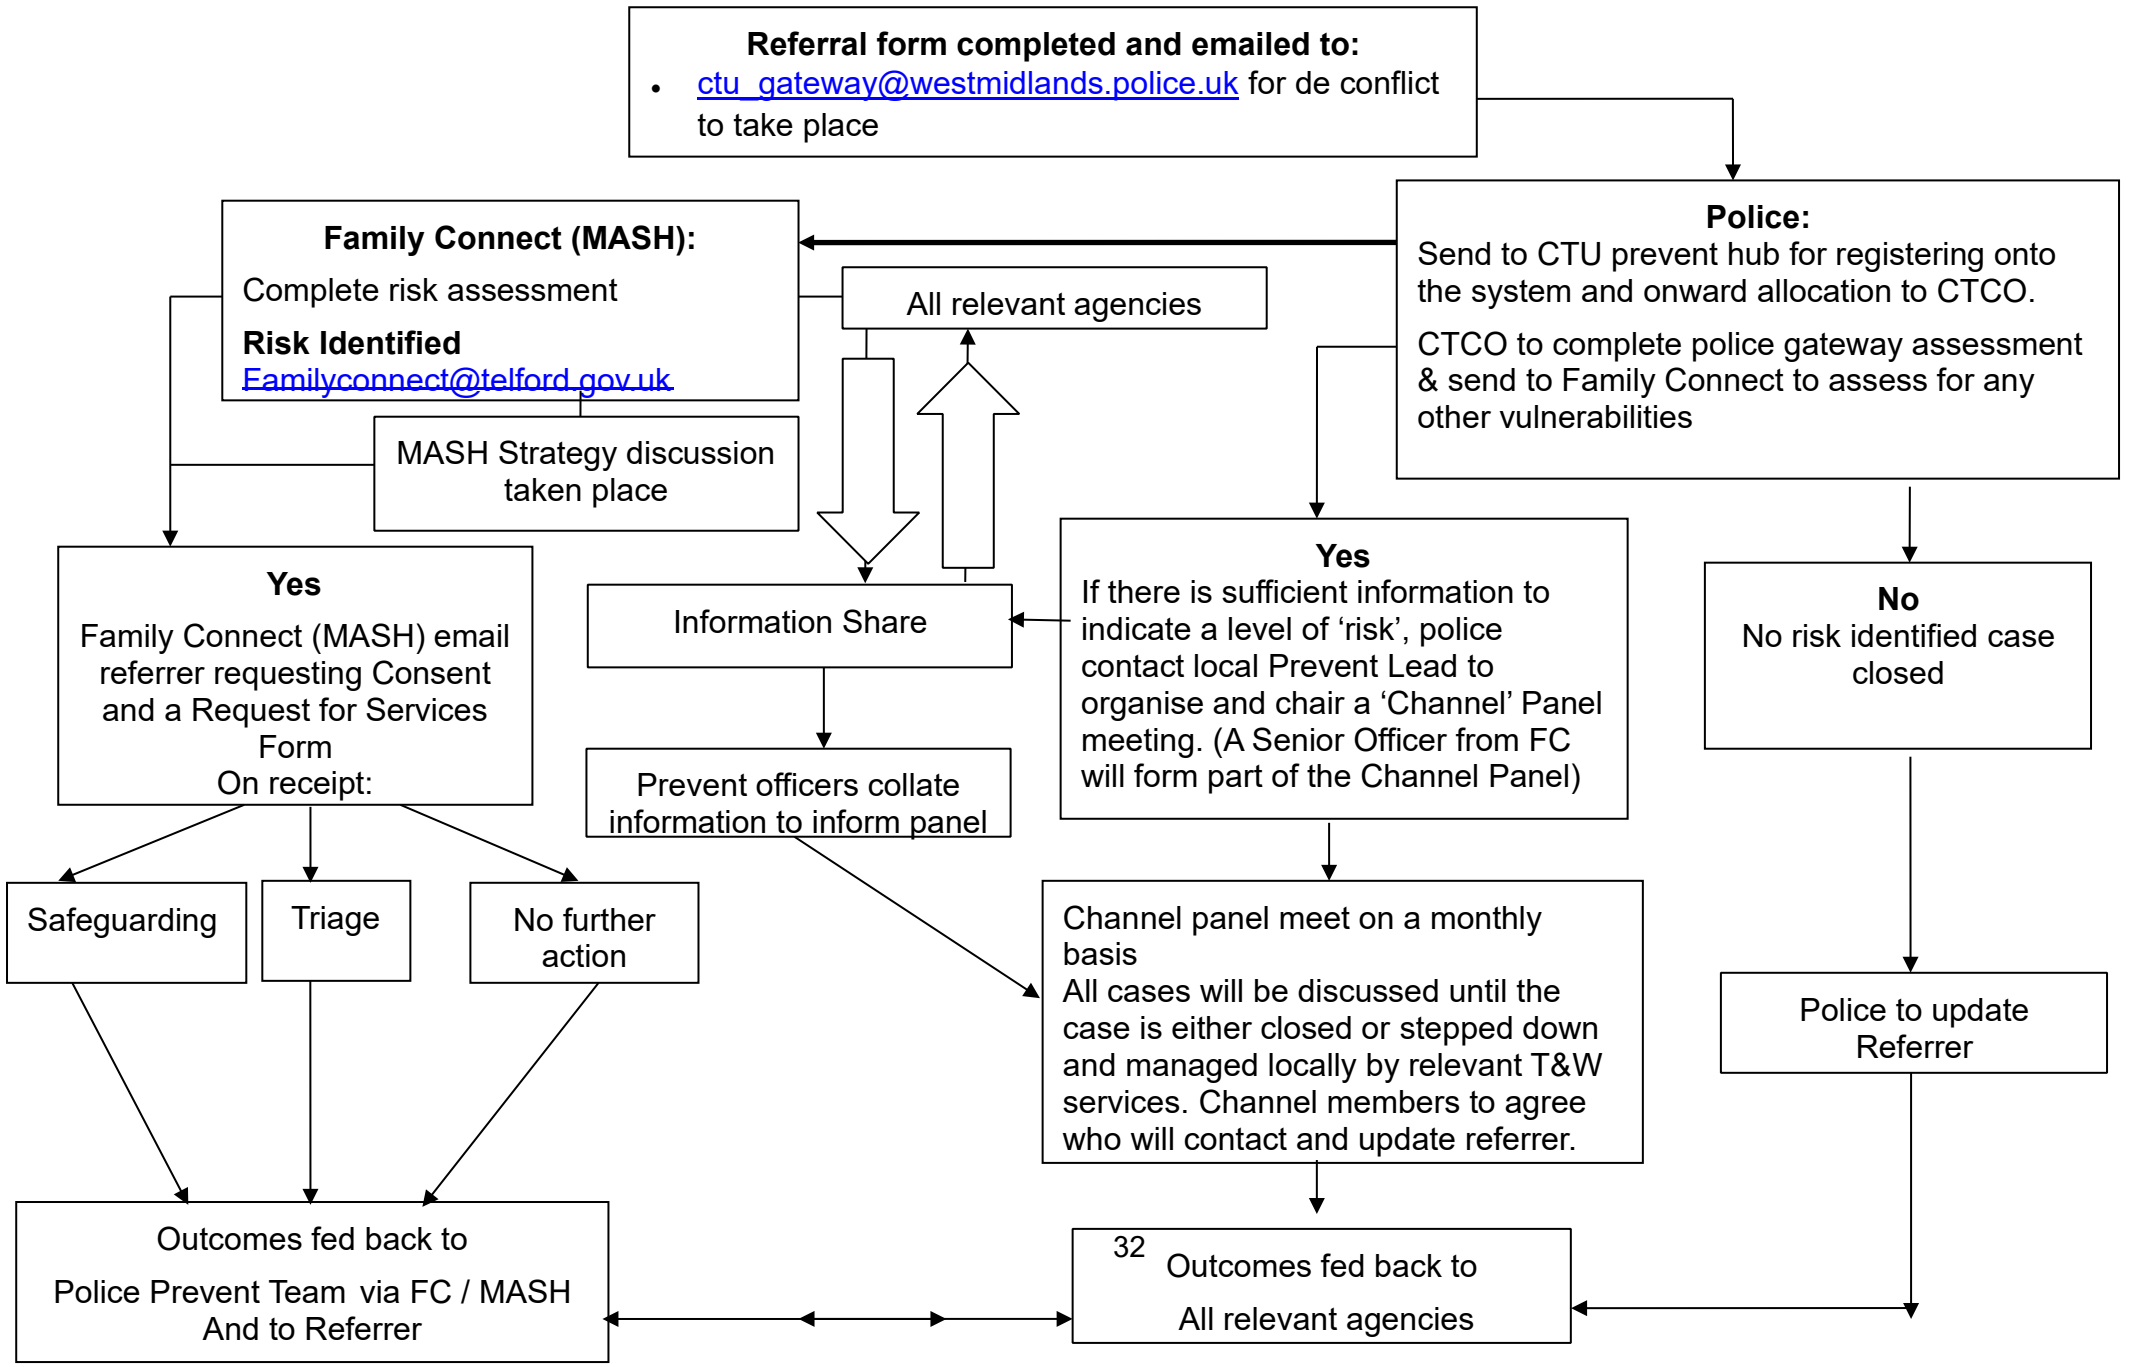 Referral form completed and emailed to:
• ctu_gateway@westmidlands.police.uk for de conflict
to take place
Police:
Send to CTU prevent hub for registering onto
the system and onward allocation to CTCO.
CTCO to complete police gateway assessment
& send to Family Connect to assess for any
other vulnerabilities
Family Connect (MASH):
Complete risk assessment
Risk Identified
Familyconnect@telford.gov.uk
All relevant agencies
MASH Strategy discussion
taken place
Yes
Family Connect (MASH) email
referrer requesting Consent
and a Request for Services
Form
On receipt:
Information Share
Yes
If there is sufficient information to
indicate a level of ‘risk’, police
contact local Prevent Lead to
organise and chair a ‘Channel’ Panel
meeting. (A Senior Officer from FC
will form part of the Channel Panel)
No
No risk identified case
closed
Prevent officers collate
information to inform panel
Safeguarding
Triage
No further
action
Channel panel meet on a monthly
basis
All cases will be discussed until the
case is either closed or stepped down
and managed locally by relevant T&W
services. Channel members to agree
who will contact and update referrer.
Police to update
Referrer
Outcomes fed back to
Police Prevent Team via FC / MASH
And to Referrer
32
Outcomes fed back to
All relevant agencies